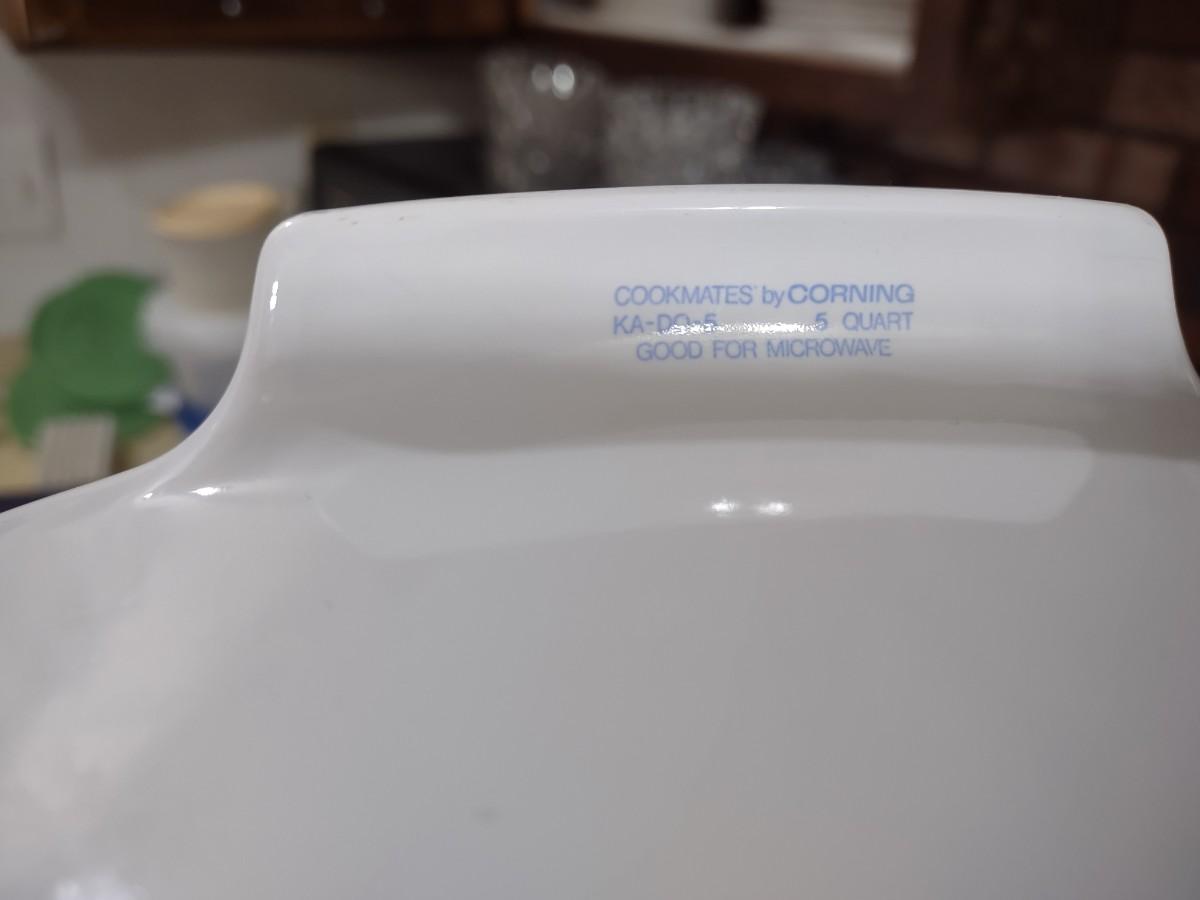 COOKMATES by CORNING
KA-DO-5 5 QUART
GOOD FOR MICROWAVE